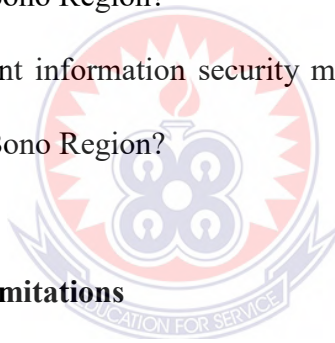 Bono Region?
nt information security m
Bono Region?
mitations
EDUCATION FOR SERVICE